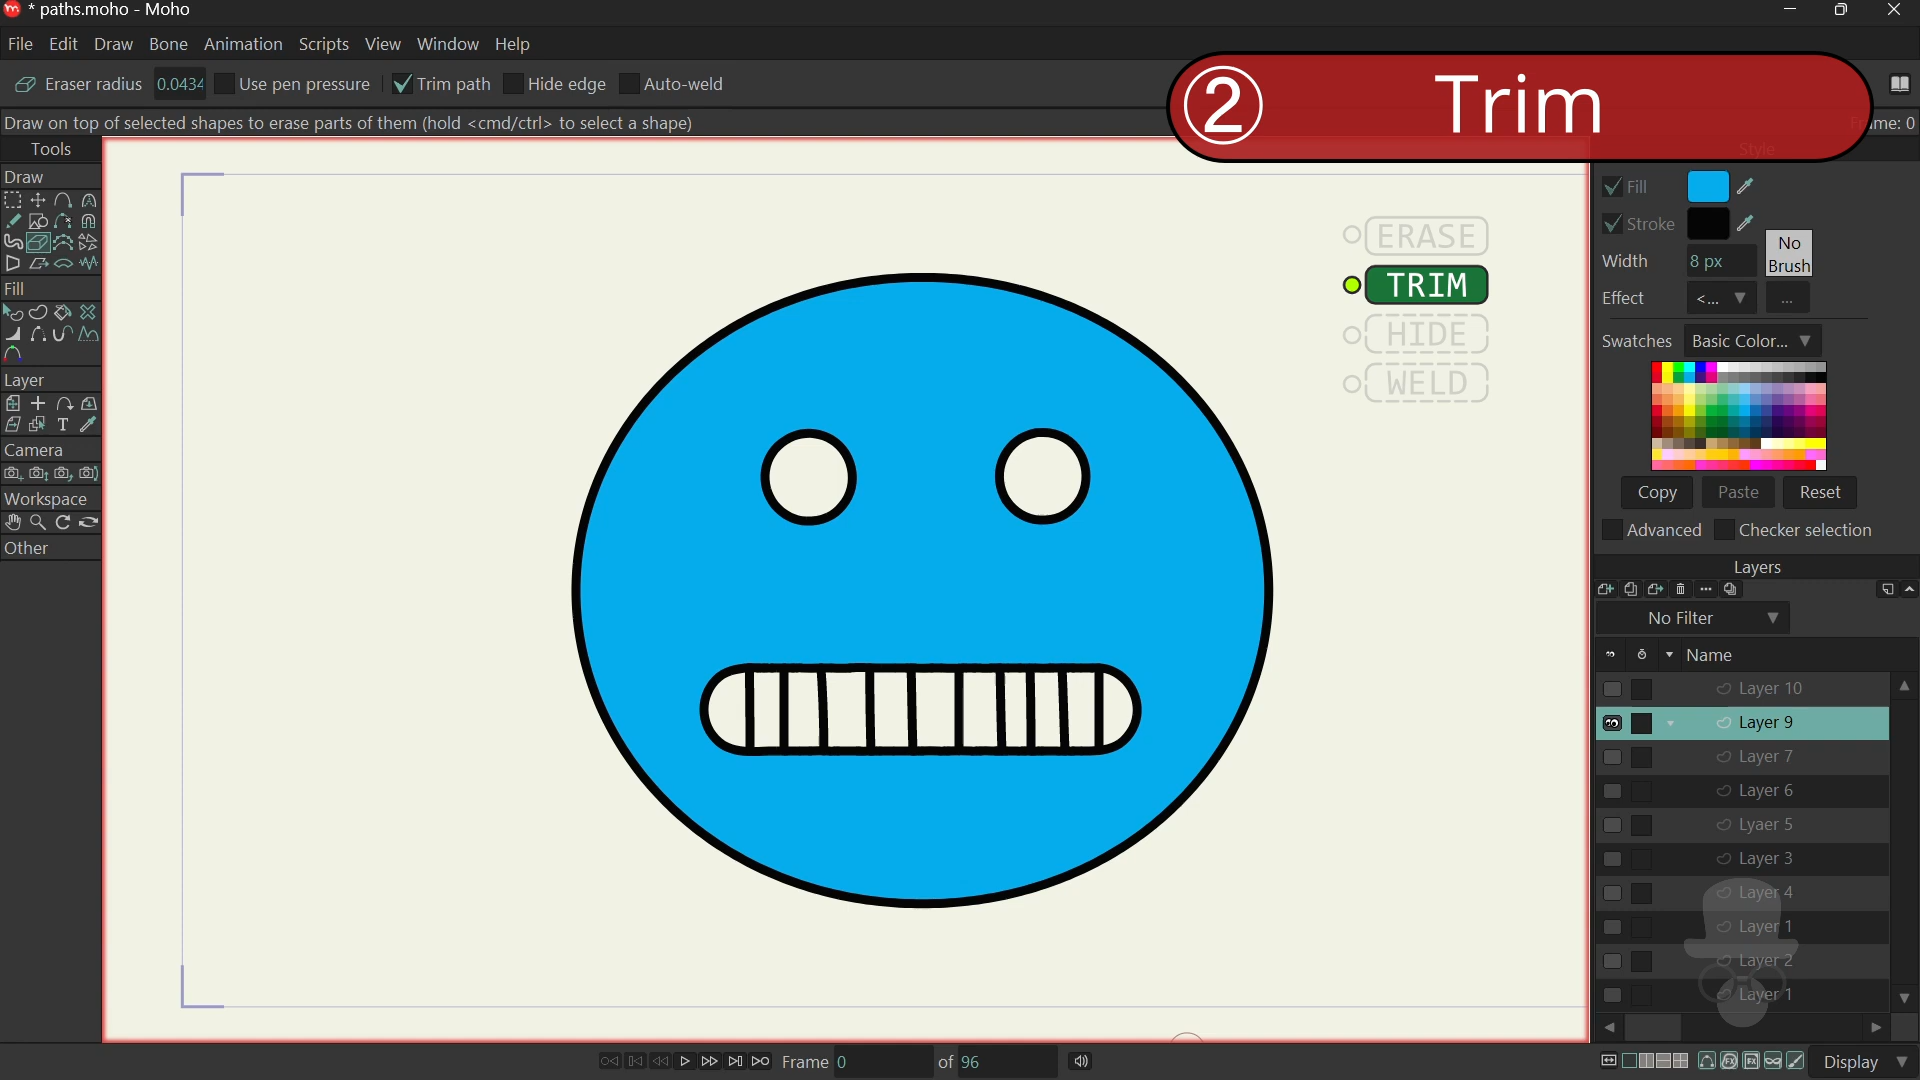 * paths.moho - Moho
File Edit Draw Bone Animation Scripts View Window Help
Eraser radius 0.0434 Use pen pressure Trim path Hide edge Auto-weld
② Trim
Draw on top of selected shapes to erase parts of them (hold <cmd/ctrl> to select a shape)
me: 0
Tools
Style
Draw
Fill
Stroke
Width 8 px
No Brush
Effect <... ...
Swatches Basic Color...
Copy Paste Reset
Advanced Checker selection
ERASE
TRIM
HIDE
WELD
Fill
Layer
T
Camera
Workspace
Other
Layers
No Filter
Name
Layer 10
Layer 9
Layer 7
Layer 6
Lyaer 5
Layer 3
Layer 4
Layer 1
Layer 2
Layer 1
Frame 0 of 96
Display